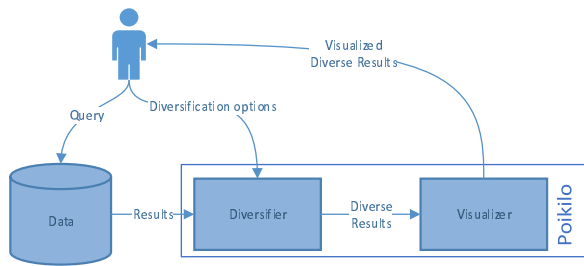 Visualized
Diverse Results
Query
Diversification options
Data
Results
Diversifier
Diverse
Results
Visualizer
Poikilo